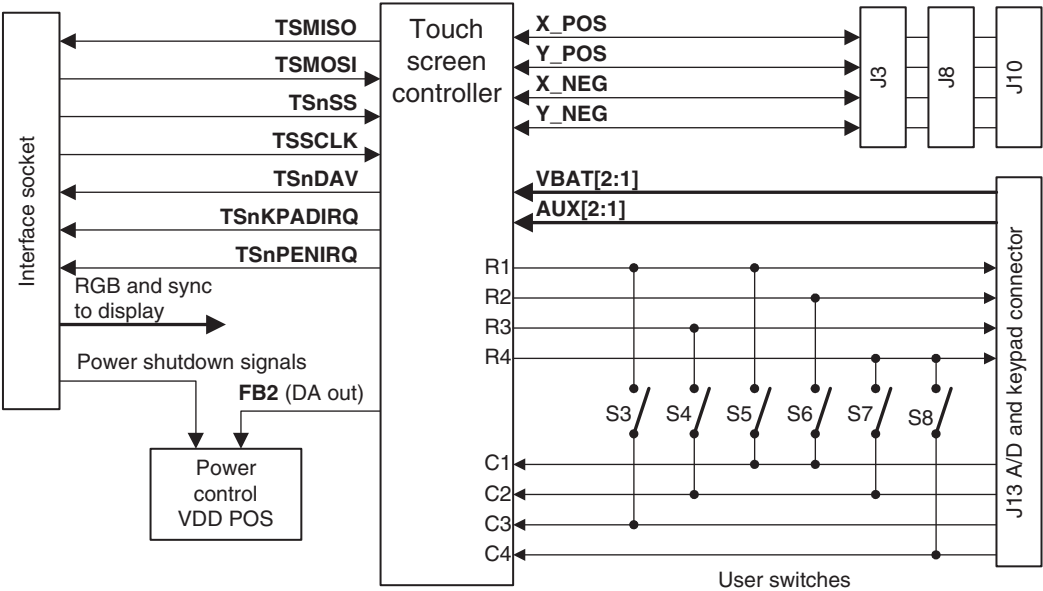 TSMISO
TSMOSI
TSnSS
TSSCLK
TSnDAV
TSnKPADIRQ
TSnPENIRQ
Interface socket
RGB and sync
to display
Power shutdown signals
FB2 (DA out)
Power
control
VDD POS
Touch
screen
controller
X_POS
Y_POS
X_NEG
Y_NEG
J3
J8
J10
VBAT[2:1]
AUX[2:1]
R1
R2
R3
R4
S3
S4
S5
S6
S7
S8
C1
C2
C3
C4
J13 A/D and keypad connector
User switches